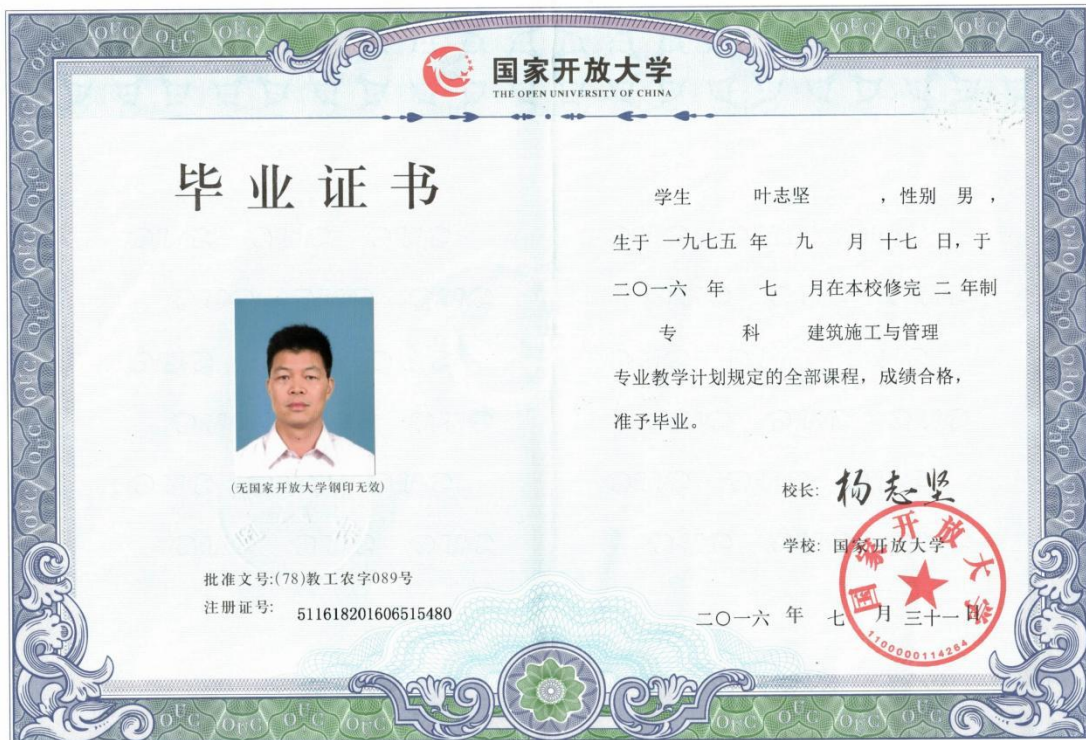 国家开放大学
THE OPEN UNIVERSITY OF CHINA
毕业证书
(无国家开放大学钢印无效)
批准文号:(78)教工农字089号
注册证号: 511618201606515480
学生 叶志坚 ,性别 男 ,
生于 一九七五 年 九 月 十七 日,于
二〇一六 年 七 月在本校修完 二 年制
专 科 建筑施工与管理
专业教学计划规定的全部课程,成绩合格,
准予毕业。
校长: 杨志坚
学校: 国家开放大学
二〇一六 年 七 月 三十一日
国家开放大学
1100000114264